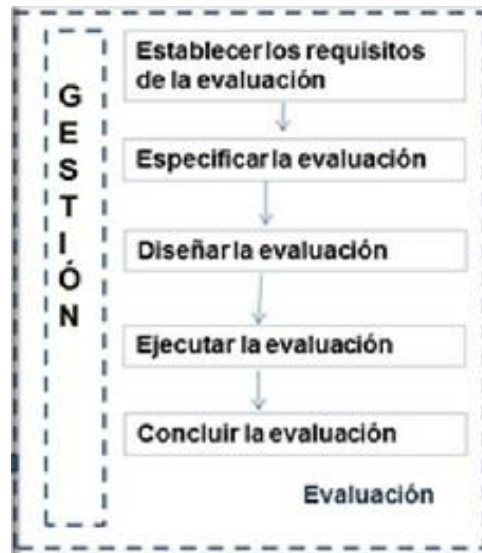 GESTIÓN
Establecer los requisitos
de la evaluación
Especificar la evaluación
Diseñar la evaluación
Ejecutar la evaluación
Concluir la evaluación
Evaluación